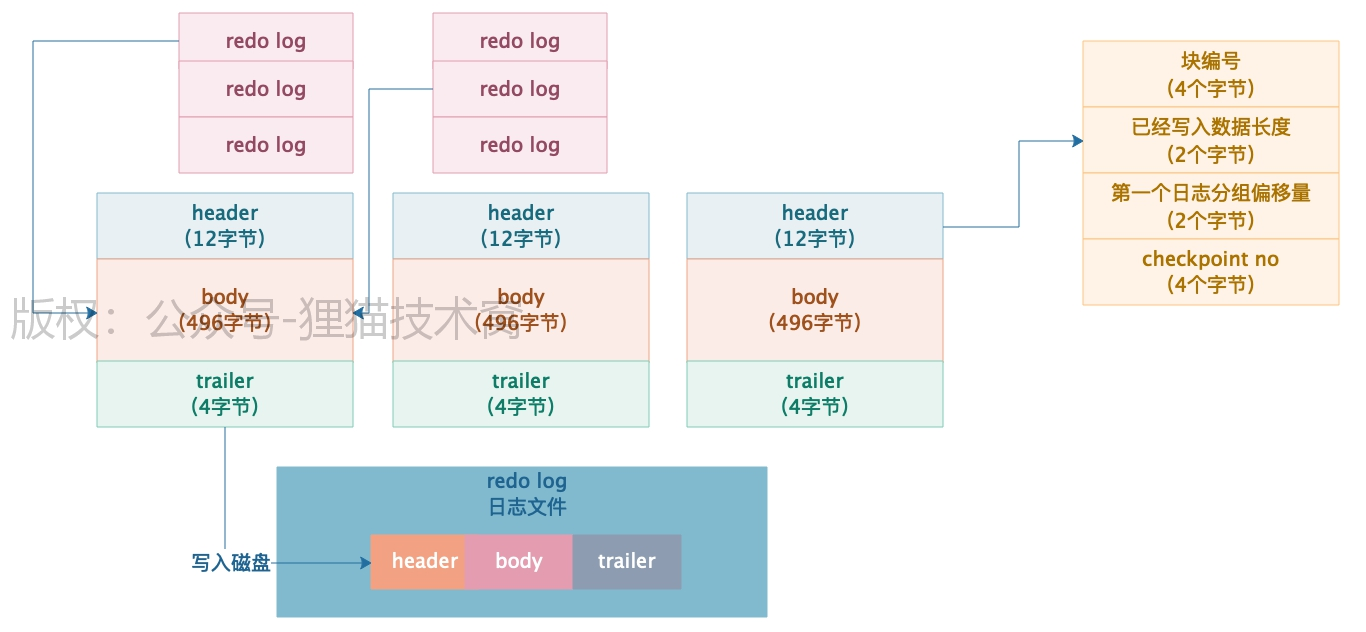 redo log
redo log
redo log
redo log
redo log
redo log
块编号
(4个字节)
已经写入数据长度
(2个字节)
第一个日志分组偏移量
(2个字节)
checkpoint no
(4个字节)
header
(12字节)
header
(12字节)
header
(12字节)
body
(496字节)
body
(496字节)
body
(496字节)
版权：公众号-狸猫技术窝
trailer
(4字节)
trailer
(4字节)
trailer
(4字节)
redo log
日志文件
写入磁盘
header
body
trailer